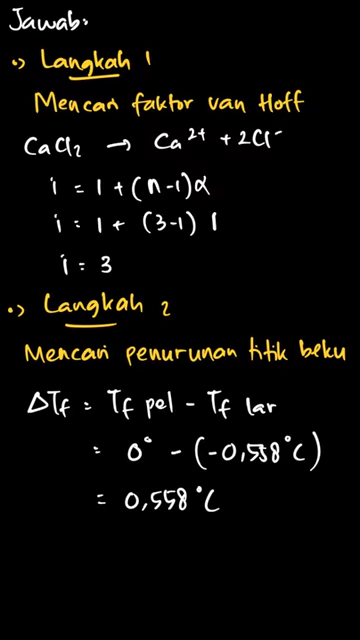 Jawab:
•) Langkah 1
Mencari faktor van Hoff
CaCl₂ → Ca²⁺ + 2Cl⁻
i = 1 + (n-1)α
i = 1 + (3-1) 1
i = 3
•) Langkah 2
Mencari penurunan titik beku
ΔTf = Tf pel - Tf lar
= 0° - (-0,558°C)
= 0,558°C